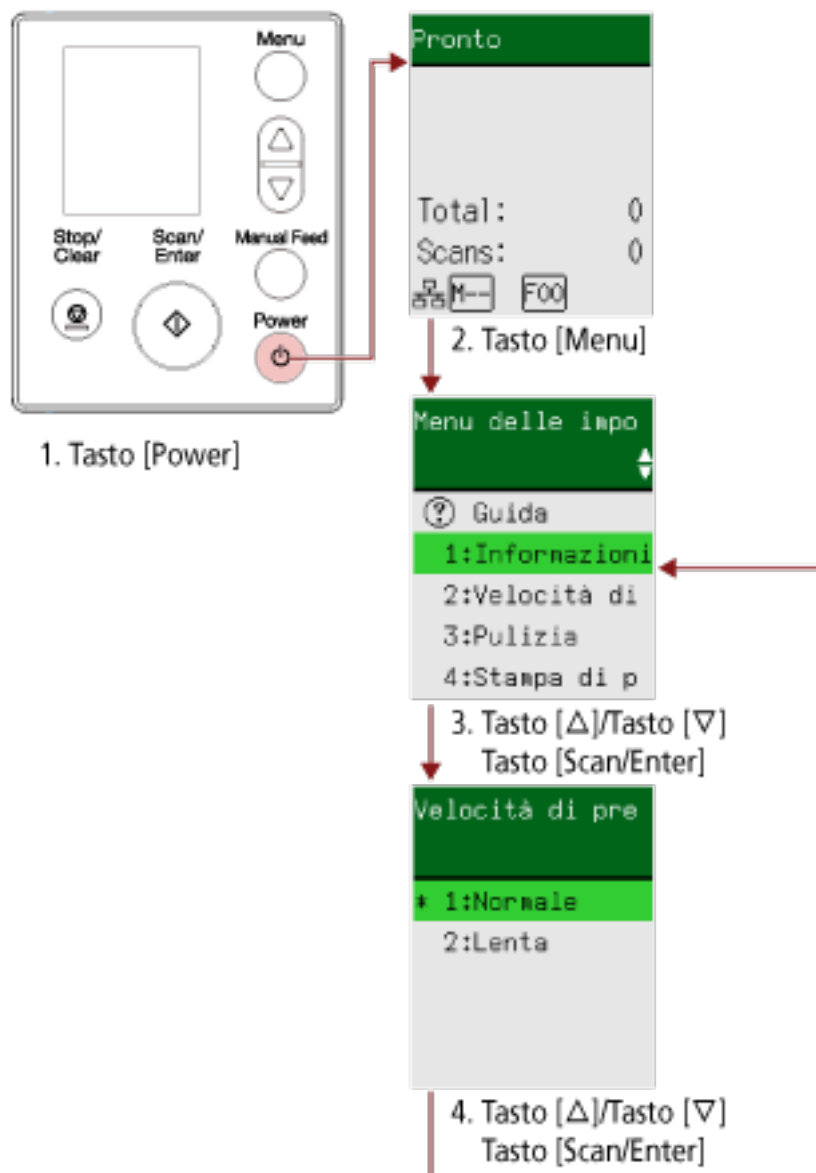 Menu
Stop/
Clear
Scan/
Enter
Manual Feed
Power
1. Tasto [Power]
Pronto
Total: 0
Scans: 0
M-- F00
2. Tasto [Menu]
Menu delle impo
? Guida
1:Informazioni
2:Velocità di
3:Pulizia
4:Stampa di p
3. Tasto [△]/Tasto [▽]
Tasto [Scan/Enter]
Velocità di pre
* 1:Normale
2:Lenta
4. Tasto [△]/Tasto [▽]
Tasto [Scan/Enter]